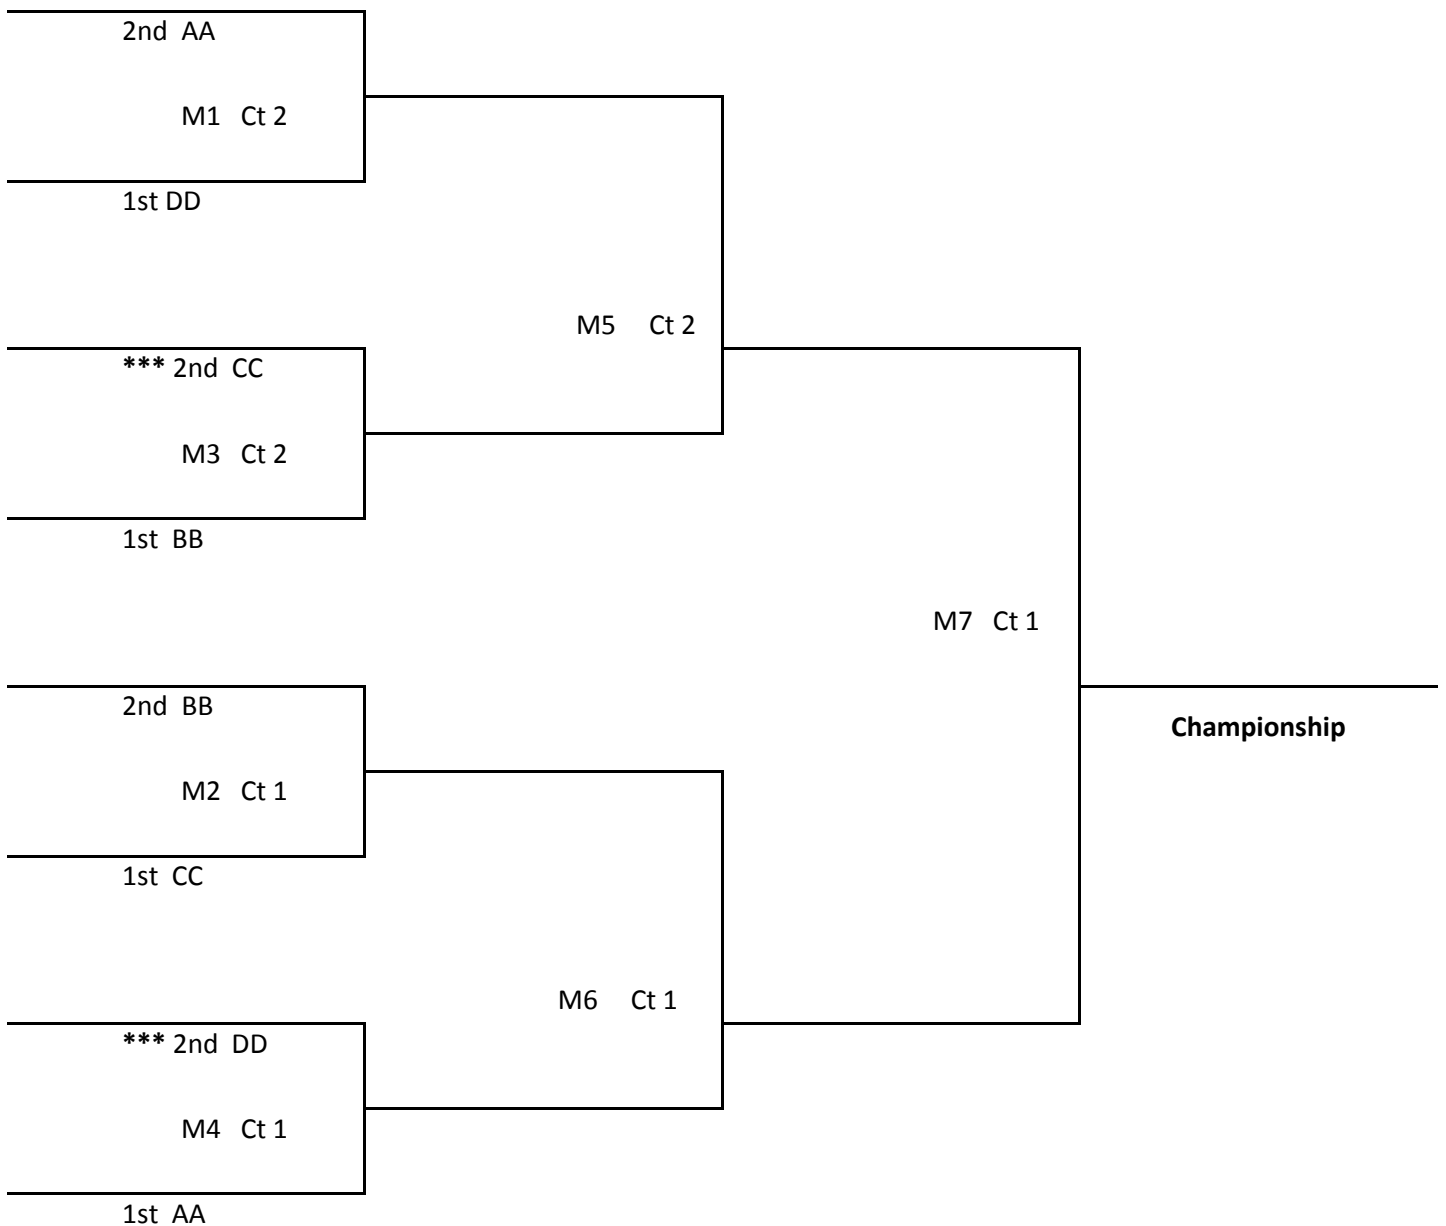 2nd AA
M1 Ct 2
1st DD
M5 Ct 2
*** 2nd CC
M3 Ct 2
1st BB
M7 Ct 1
2nd BB
Championship
M2 Ct 1
1st CC
M6 Ct 1
*** 2nd DD
M4 Ct 1
1st AA